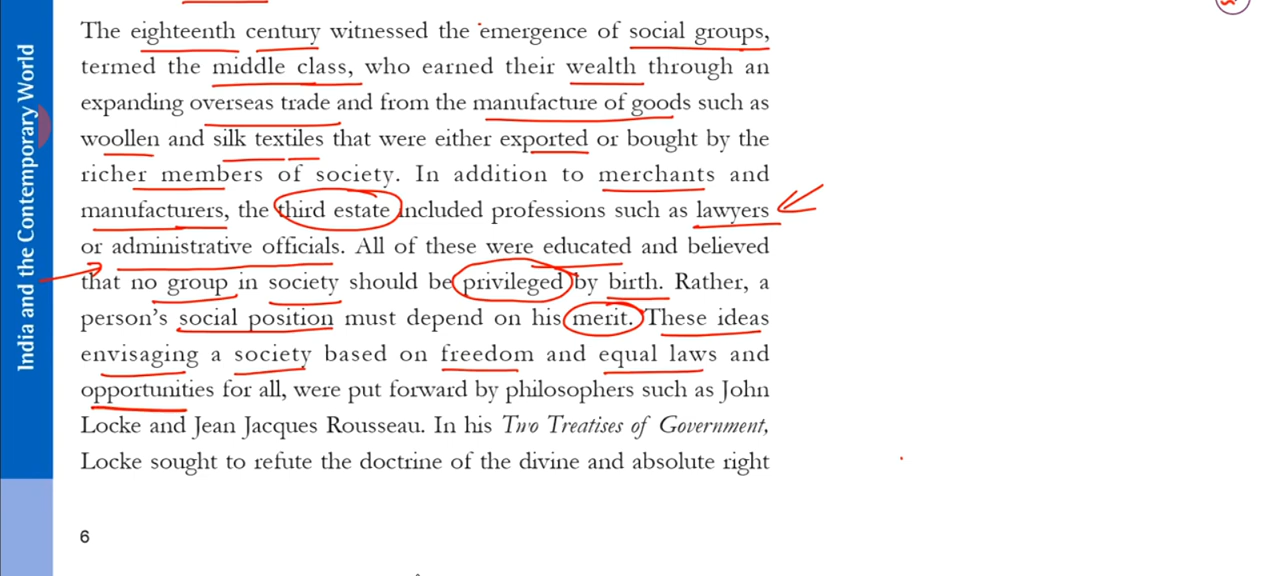 India and the Contemporary World
The eighteenth century witnessed the emergence of social groups,
termed the middle class, who earned their wealth through an
expanding overseas trade and from the manufacture of goods such as
woollen and silk textiles that were either exported or bought by the
richer members of society. In addition to merchants and
manufacturers, the third estate included professions such as lawyers
or administrative officials. All of these were educated and believed
that no group in society should be privileged by birth. Rather, a
person's social position must depend on his merit. These ideas
envisaging a society based on freedom and equal laws and
opportunities for all, were put forward by philosophers such as John
Locke and Jean Jacques Rousseau. In his Two Treatises of Government,
Locke sought to refute the doctrine of the divine and absolute right
6